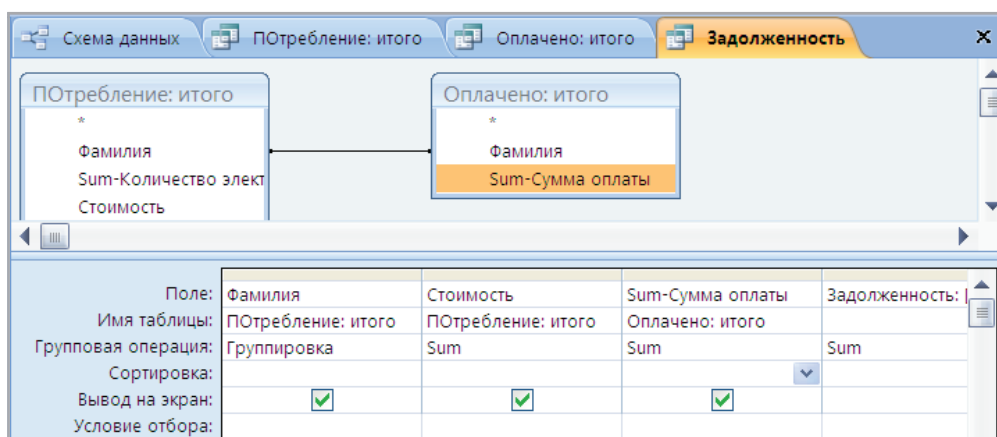 Схема данных ПОтребление: итого Оплачено: итого Задолженность
ПОтребление: итого Оплачено: итого
* *
Фамилия Фамилия
Sum-Количество элект Sum-Сумма оплаты
Стоимость
Поле: Фамилия Стоимость Sum-Сумма оплаты Задолженность: [
Имя таблицы: ПОтребление: итого ПОтребление: итого Оплачено: итого
Групповая операция: Группировка Sum Sum Sum
Сортировка:
Вывод на экран:
Условие отбора: